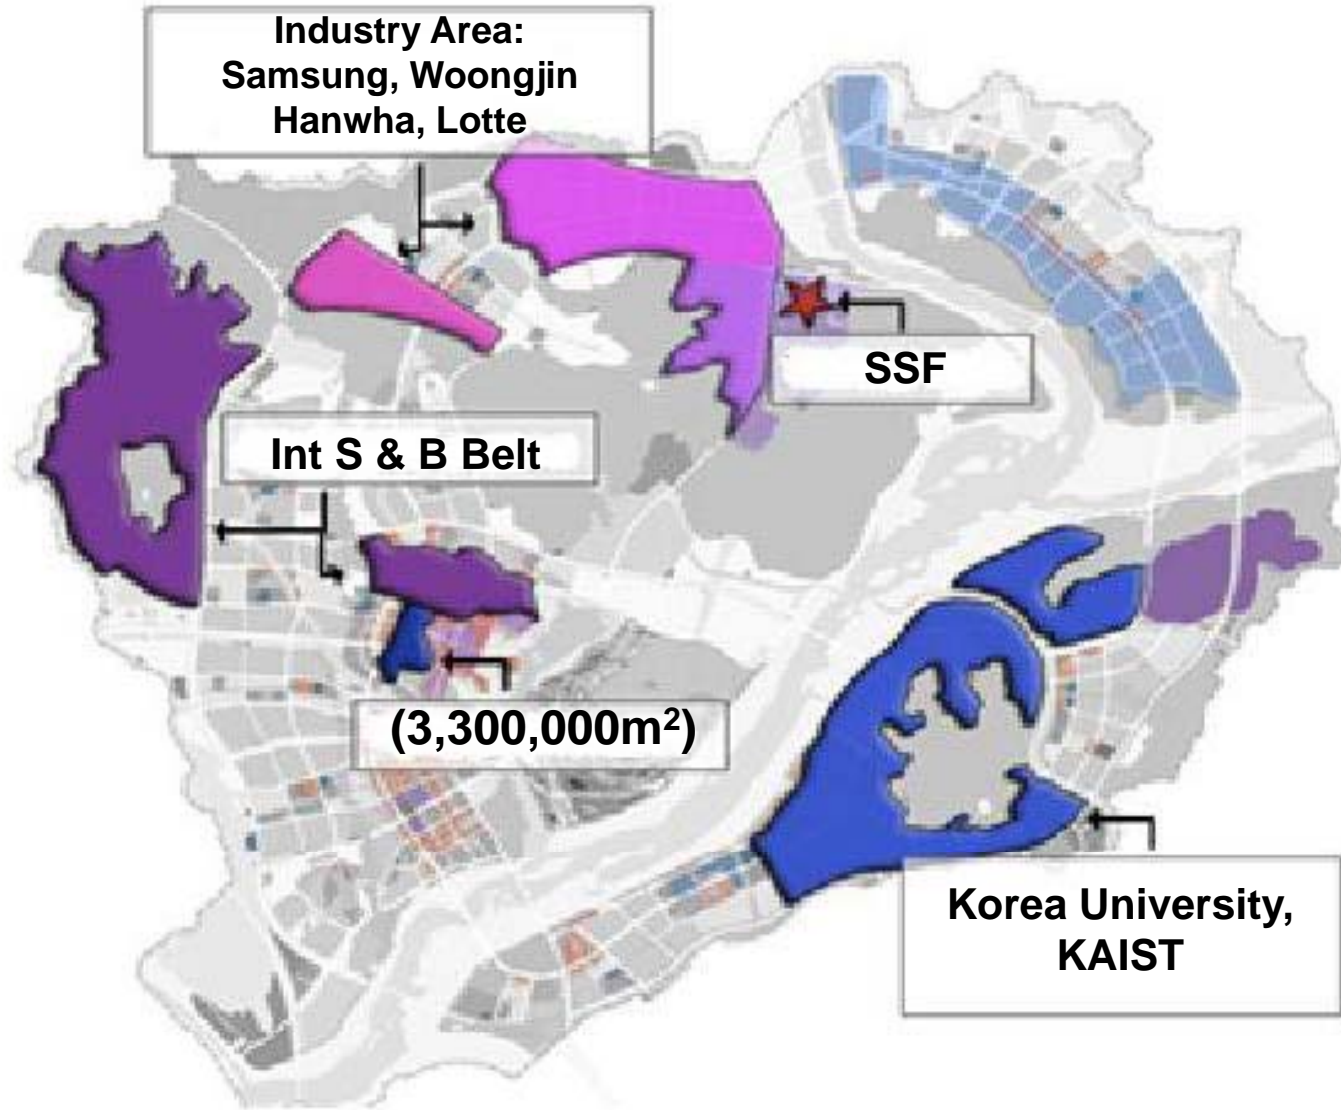 Industry Area:
Samsung, Woongjin
Hanwha, Lotte
SSF
Int S & B Belt
(3,300,000m²)
Korea University,
KAIST